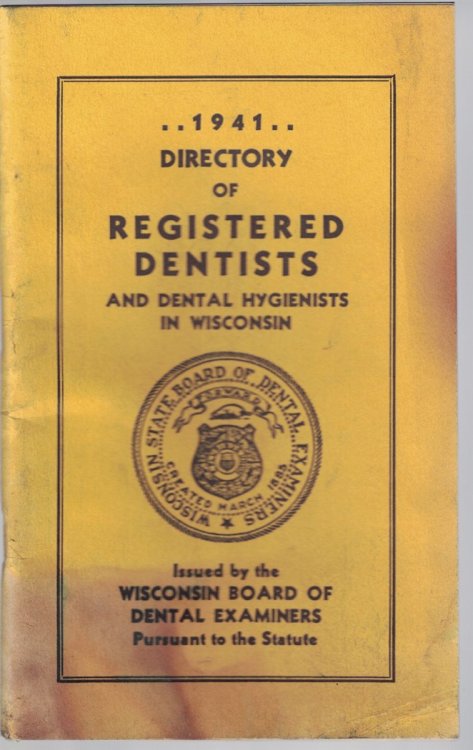 ..1941..
DIRECTORY
OF
REGISTERED
DENTISTS
AND DENTAL HYGIENISTS
IN WISCONSIN
WISCONSIN STATE BOARD OF DENTAL EXAMINERS
FORWARD
CREATED MARCH 1885
Issued by the
WISCONSIN BOARD OF
DENTAL EXAMINERS
Pursuant to the Statute